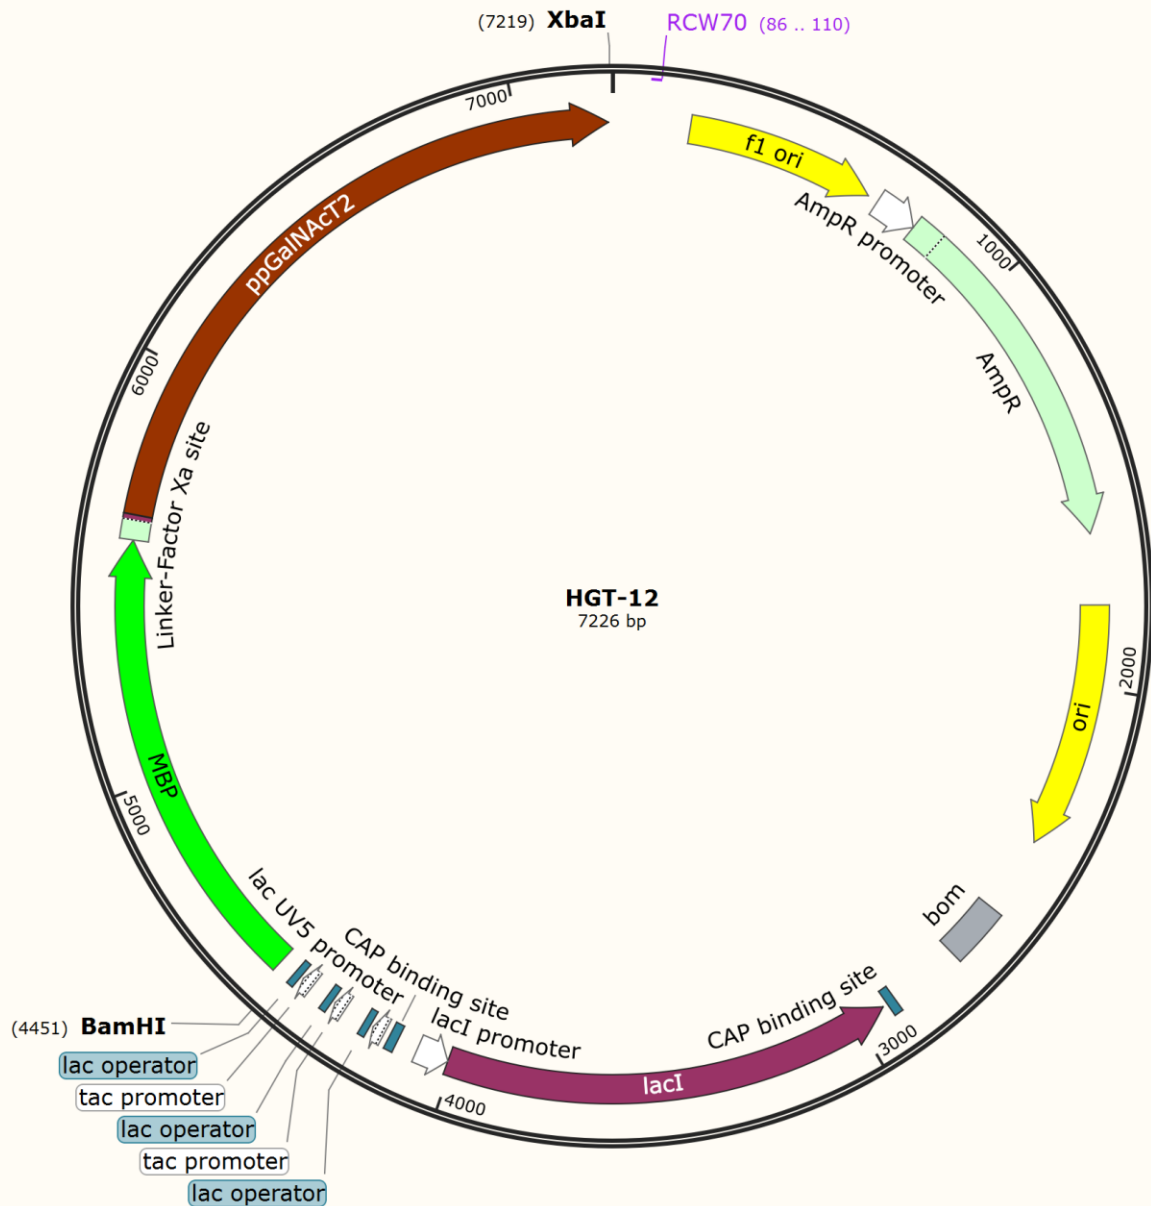 (7219) XbaI
RCW70 (86 .. 110)
7000
f1 ori
AmpR promoter
1000
ppGalNAcT2
AmpR
6000
Linker-Factor Xa site
HGT-12
7226 bp
2000
ori
MBP
5000
lac UV5 promoter
CAP binding site
bom
CAP binding site
lacI promoter
(4451) BamHI
3000
lac operator
lacI
tac promoter
4000
lac operator
tac promoter
lac operator